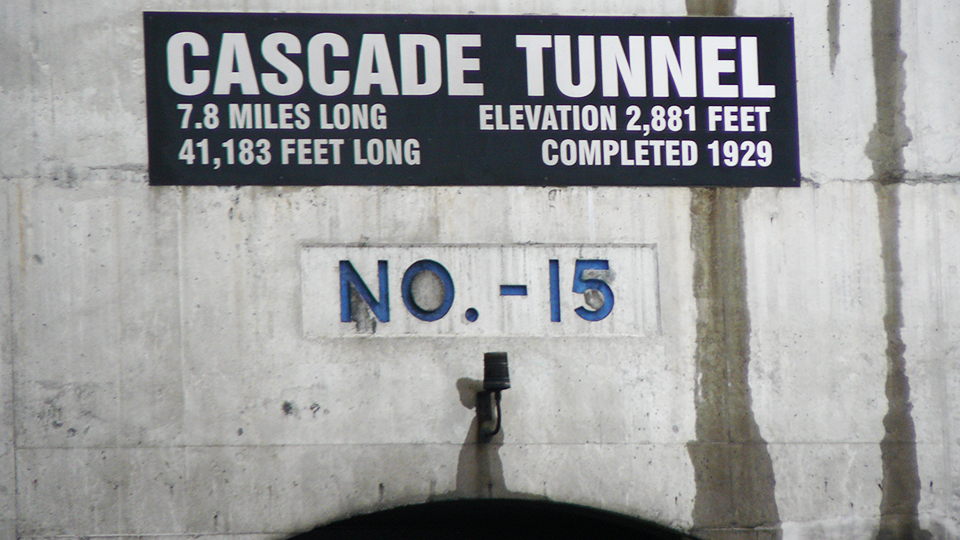 CASCADE TUNNEL
7.8 MILES LONG ELEVATION 2,881 FEET
41,183 FEET LONG COMPLETED 1929
NO. - 15